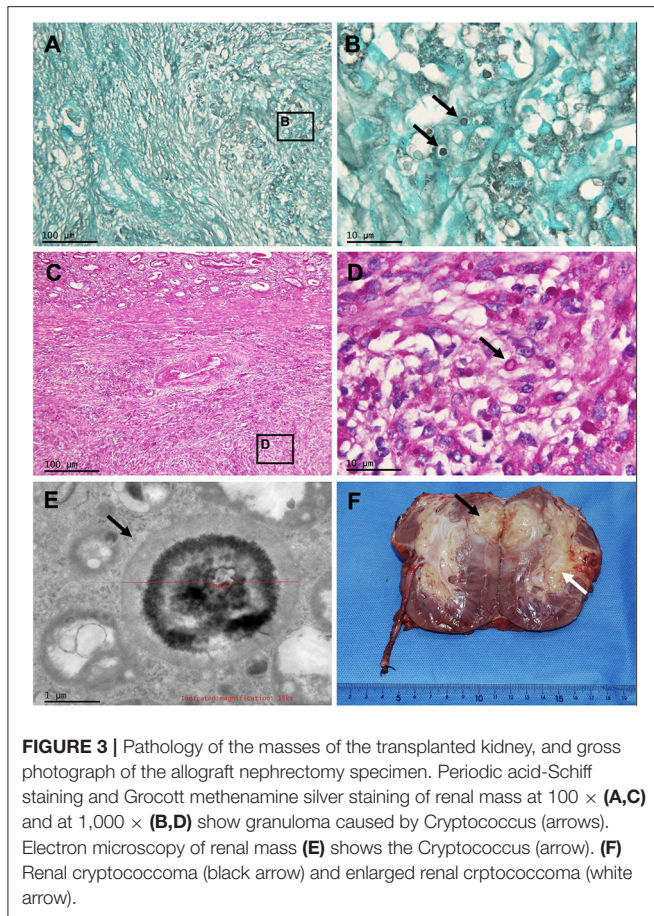 A
B
B
100 µm
10 µm
C
D
D
100 µm
10 µm
E
F
1 µm
5
10
15
FIGURE 3 | Pathology of the masses of the transplanted kidney, and gross
photograph of the allograft nephrectomy specimen. Periodic acid-Schiff
staining and Grocott methenamine silver staining of renal mass at 100 × (A,C)
and at 1,000 × (B,D) show granuloma caused by Cryptococcus (arrows).
Electron microscopy of renal mass (E) shows the Cryptococcus (arrow). (F)
Renal cryptococcoma (black arrow) and enlarged renal crptococcoma (white
arrow).